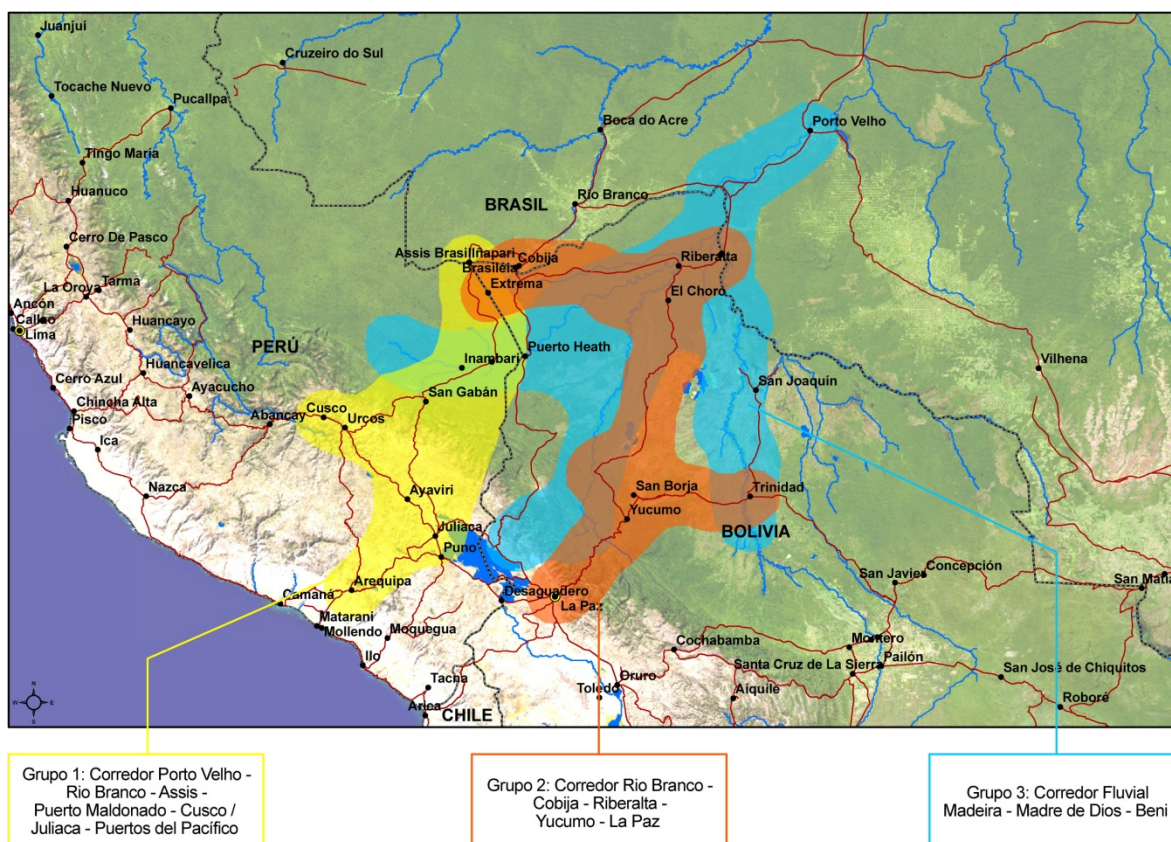 Juanjui
Cruzeiro do Sul
Tocache Nuevo
Pucallpa
Boca do Acre
Porto Velho
Tingo Maria
Huanuco
BRASIL
Rio Branco
Cerro De Pasco
Assis Brasil
Iñapari
Cobija
Brasiléia
Riberalta
Extrema
El Choro
La Oroya
Tarma
Ancón
Callao
Lima
Huancayo
PERÚ
Huancavelica
Inambari
Puerto Heath
Vilhena
Cerro Azul
Ayacucho
San Gabán
San Joaquín
Chincha Alta
Pisco
Abancay
Cusco
Urcos
Ica
Nazca
Ayaviri
San Borja
Trinidad
Yucumo
BOLIVIA
Juliaca
Puno
Desaguadero
La Paz
San Javier
Concepción
San Matia
Camaná
Arequipa
Matarani
Mollendo
Moquegua
Ilo
Cochabamba
Montero
Santa Cruz de La Sierra
Pailón
San José de Chiquitos
Tacha
Toledo
Oruro
Aiquile
Roboré
Arica
CHILE
N
W
E
S
Grupo 1: Corredor Porto Velho -
Rio Branco - Assis -
Puerto Maldonado - Cusco /
Juliaca - Puertos del Pacífico
Grupo 2: Corredor Rio Branco -
Cobija - Riberalta -
Yucumo - La Paz
Grupo 3: Corredor Fluvial
Madeira - Madre de Dios - Beni